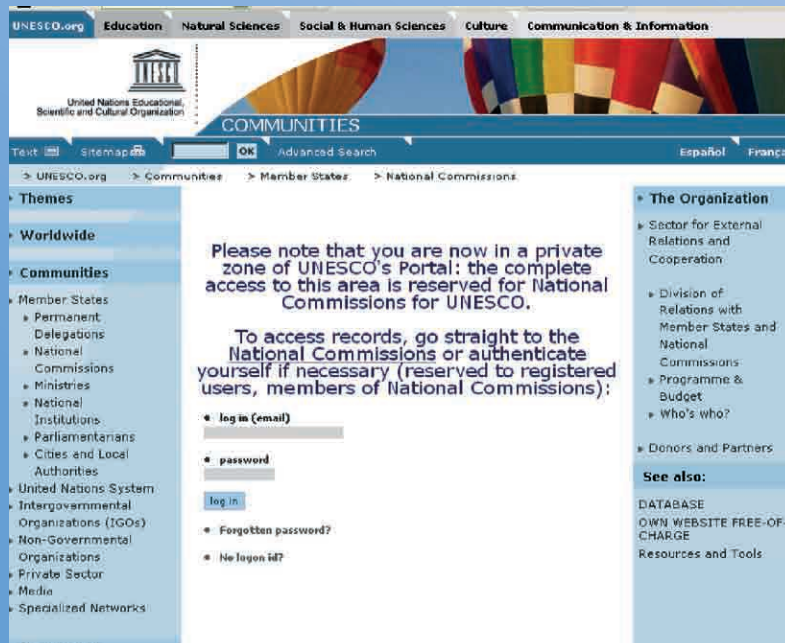 UNESCO.org Education Natural Sciences Social & Human Sciences Culture Communication & Information
UNESCO
United Nations Educational,
Scientific and Cultural Organization
COMMUNITIES
Text Sitemap OK Advanced Search Español França
> UNESCO.org > Communities > Member States > National Commissions
Themes
Worldwide
Communities
Member States
Permanent
Delegations
National
Commissions
Ministries
National
Institutions
Parliamentarians
Cities and Local
Authorities
United Nations System
Intergovernmental
Organizations (IGOs)
Non-Governmental
Organizations
Private Sector
Media
Specialized Networks
Please note that you are now in a private
zone of UNESCO's Portal: the complete
access to this area is reserved for National
Commissions for UNESCO.
To access records, go straight to the
National Commissions or authenticate
yourself if necessary (reserved to registered
users, members of National Commissions):
log in (email)
password
log in
Forgotten password?
No logon id?
The Organization
Sector for External
Relations and
Cooperation
Division of
Relations with
Member States and
National
Commissions
Programme &
Budget
Who's who?
Donors and Partners
See also:
DATABASE
OWN WEBSITE FREE-OF-
CHARGE
Resources and Tools